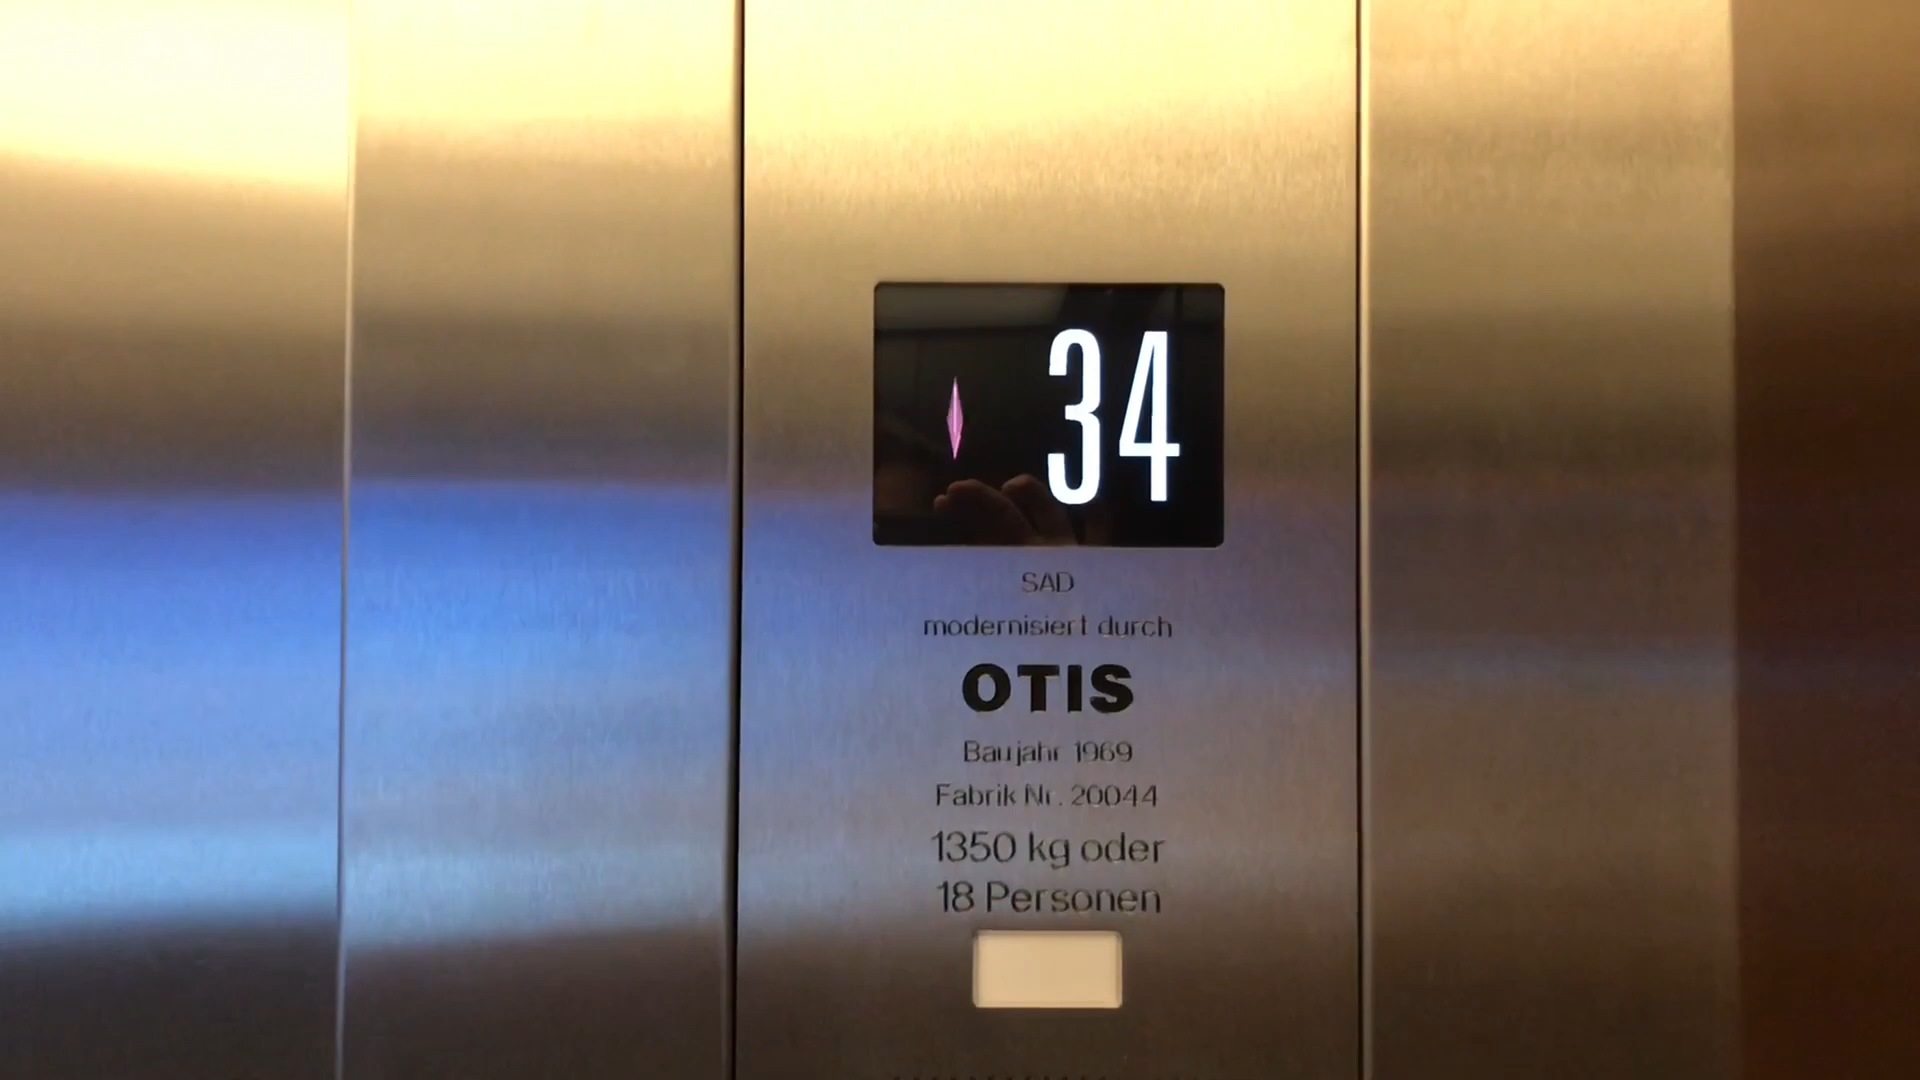 34
SAD
modernisiert durch
OTIS
Baujahr 1969
Fabrik Nr. 20044
1350 kg oder
18 Personen